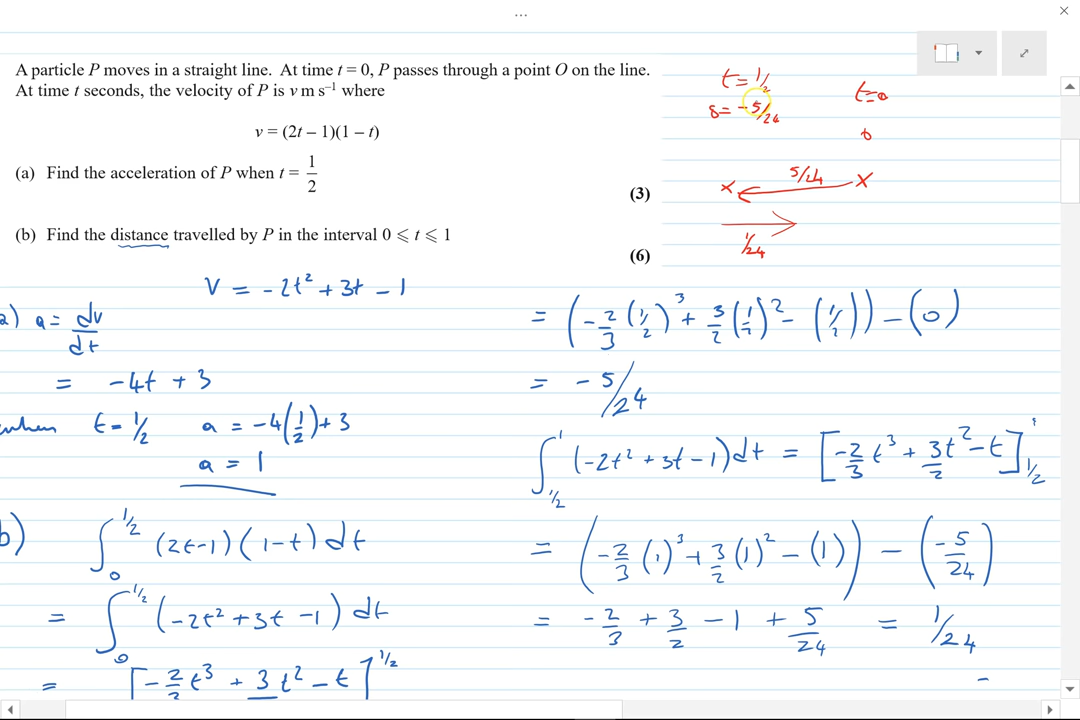 A particle P moves in a straight line. At time t = 0, P passes through a point O on the line.
At time t seconds, the velocity of P is v m s⁻¹ where
v = (2t – 1)(1 – t)
(a) Find the acceleration of P when t = 1/2
(3)
(b) Find the distance travelled by P in the interval 0 ⩽ t ⩽ 1
(6)
t = 1/2
s = -5/24
t=0
0
5/24
x x
1/24
V = -2t² + 3t - 1
a) a = dv/dt
= -4t + 3
when t = 1/2 a = -4(1/2) + 3
a = 1
b) ∫₀^1/2 (2t-1)(1-t) dt
= ∫₀^1/2 (-2t² + 3t - 1) dt
= [-2/3 t³ + 3 t² - t]^1/2
= (-2/3 (1/2)³ + 3/2 (1/2)² - (1/2)) - (0)
= -5/24
∫_1/2^1 (-2t² + 3t - 1) dt = [-2/3 t³ + 3/2 t² - t]_1/2^1
= (-2/3 (1)³ + 3/2 (1)² - (1)) - (-5/24)
= -2/3 + 3/2 - 1 + 5/24 = 1/24